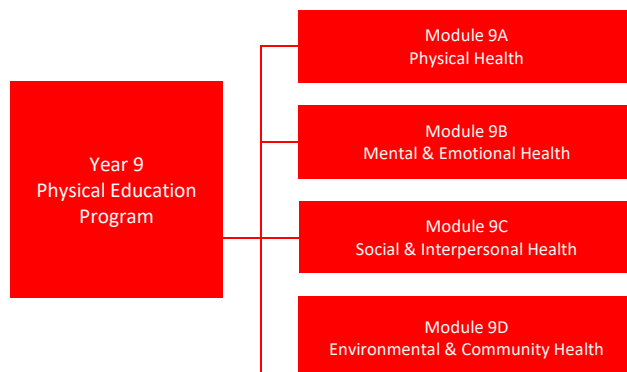 Year 9
Physical Education
Program
Module 9A
Physical Health
Module 9B
Mental & Emotional Health
Module 9C
Social & Interpersonal Health
Module 9D
Environmental & Community Health